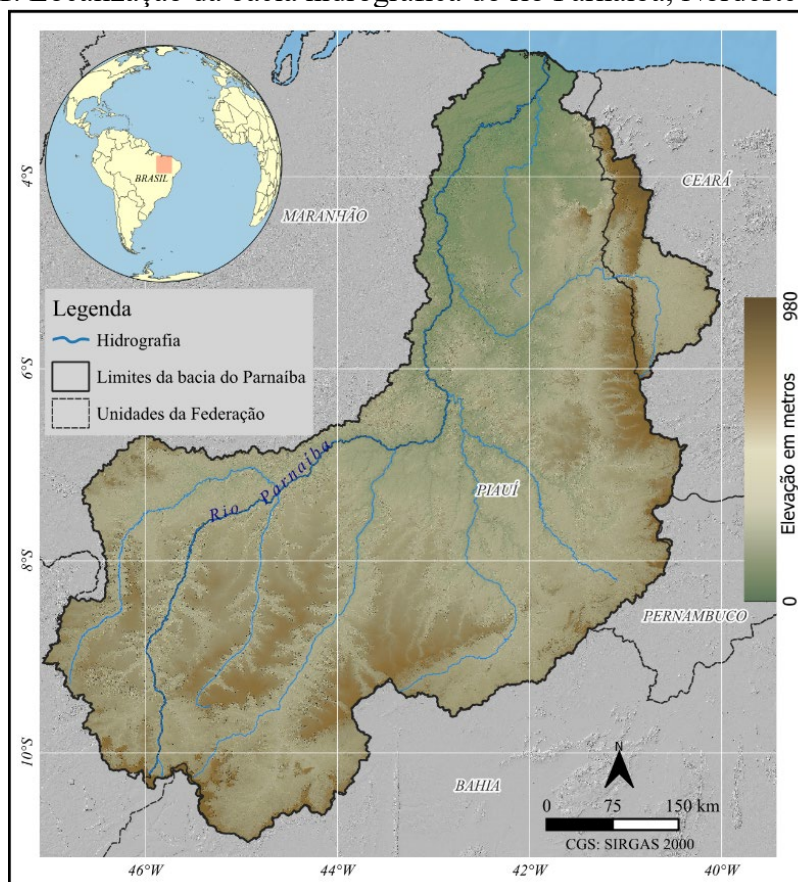 BRASIL
MARANHÃO
CEARÁ
Legenda
Hidrografia
Limites da bacia do Parnaíba
Unidades da Federação
Rio Parnaíba
PIAUÍ
PERNAMBUCO
BAHIA
4°S
6°S
8°S
10°S
980
Elevação em metros
0
N
0 75 150 km
CGS: SIRGAS 2000
46°W 44°W 42°W 40°W